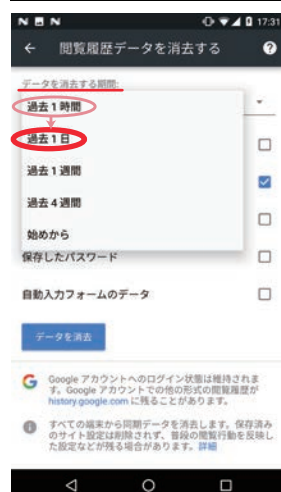 N N 17:31
閲覧履歴データを消去する
データを消去する期間:
過去1時間
過去1日
過去1週間
過去4週間
始めから
保存したパスワード
自動入力フォームのデータ
データを消去
Google アカウントへのログイン状態は維持されま
す。Google アカウントでの他の形式の閲覧履歴が
history.google.com に残ることがあります。
すべての端末から同期データを消去します。保存済み
のサイト設定は削除されず、普段の閲覧行動を反映し
た設定などが残る場合があります。詳細